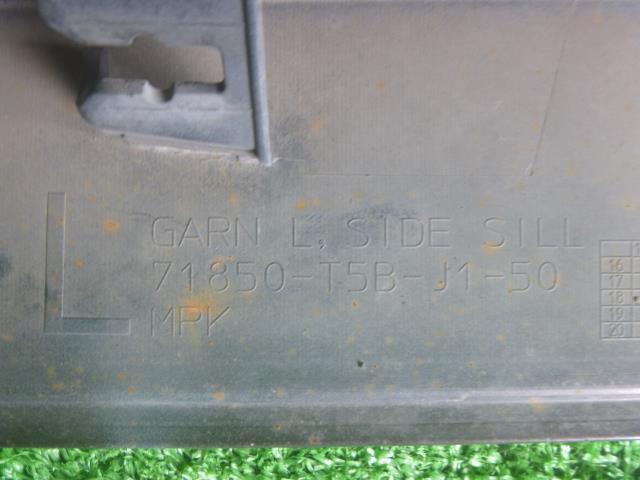 L
GARN L, SIDE SILL
71850-T5B-J1-50
MPK
16
17
18
19
20